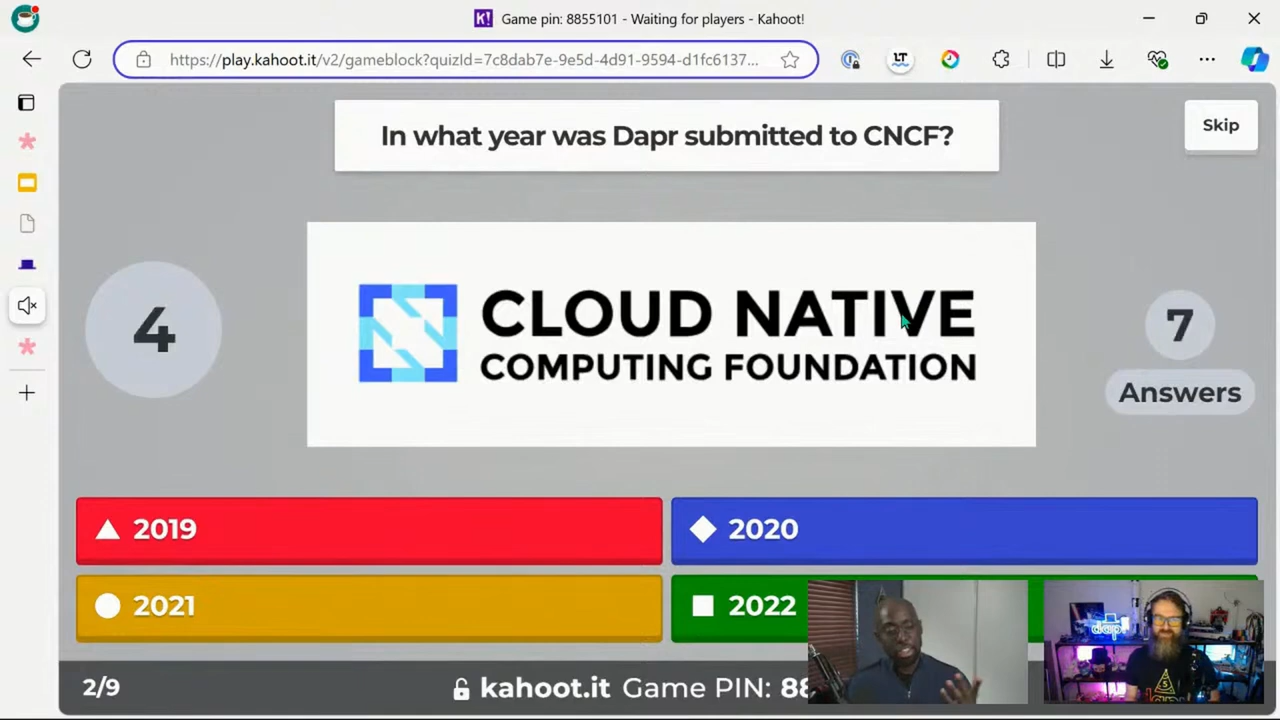 Game pin: 8855101 - Waiting for players - Kahoot!
https://play.kahoot.it/v2/gameblock?quizId=7c8dab7e-9e5d-4d91-9594-d1fc6137...
LT
In what year was Dapr submitted to CNCF?
Skip
4
CLOUD NATIVE
COMPUTING FOUNDATION
7
Answers
2019
2020
2021
2022
dapr
2/9
kahoot.it Game PIN: 88